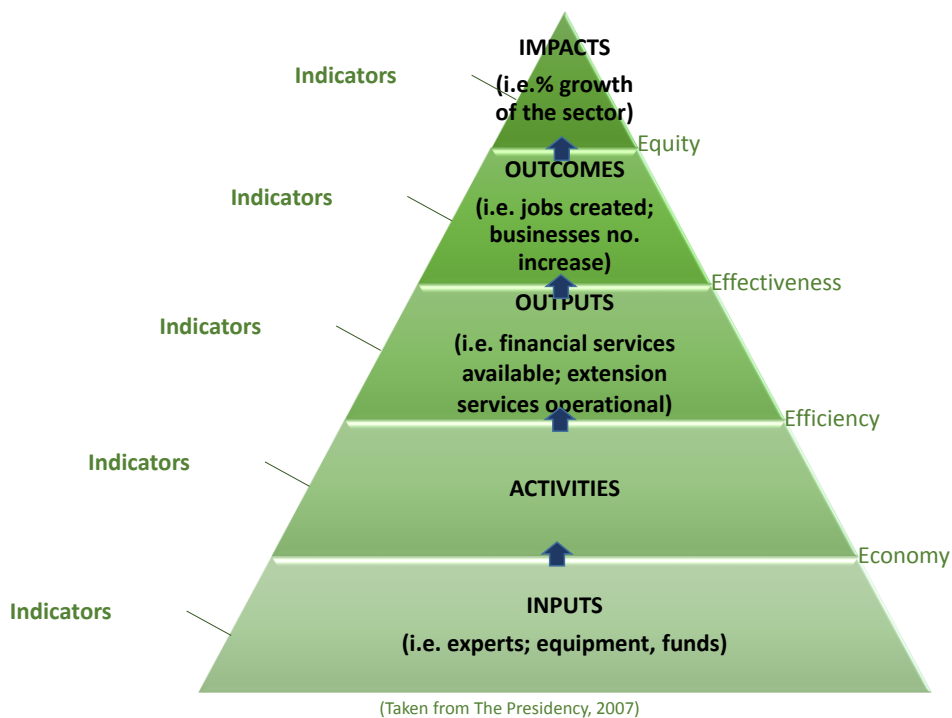 IMPACTS
Indicators
(i.e.% growth
of the sector)
Equity
OUTCOMES
Indicators
(i.e. jobs created;
businesses no.
increase)
Effectiveness
OUTPUTS
Indicators
(i.e. financial services
available; extension
services operational)
Efficiency
Indicators
ACTIVITIES
Economy
INPUTS
Indicators
(i.e. experts; equipment, funds)
(Taken from The Presidency, 2007)